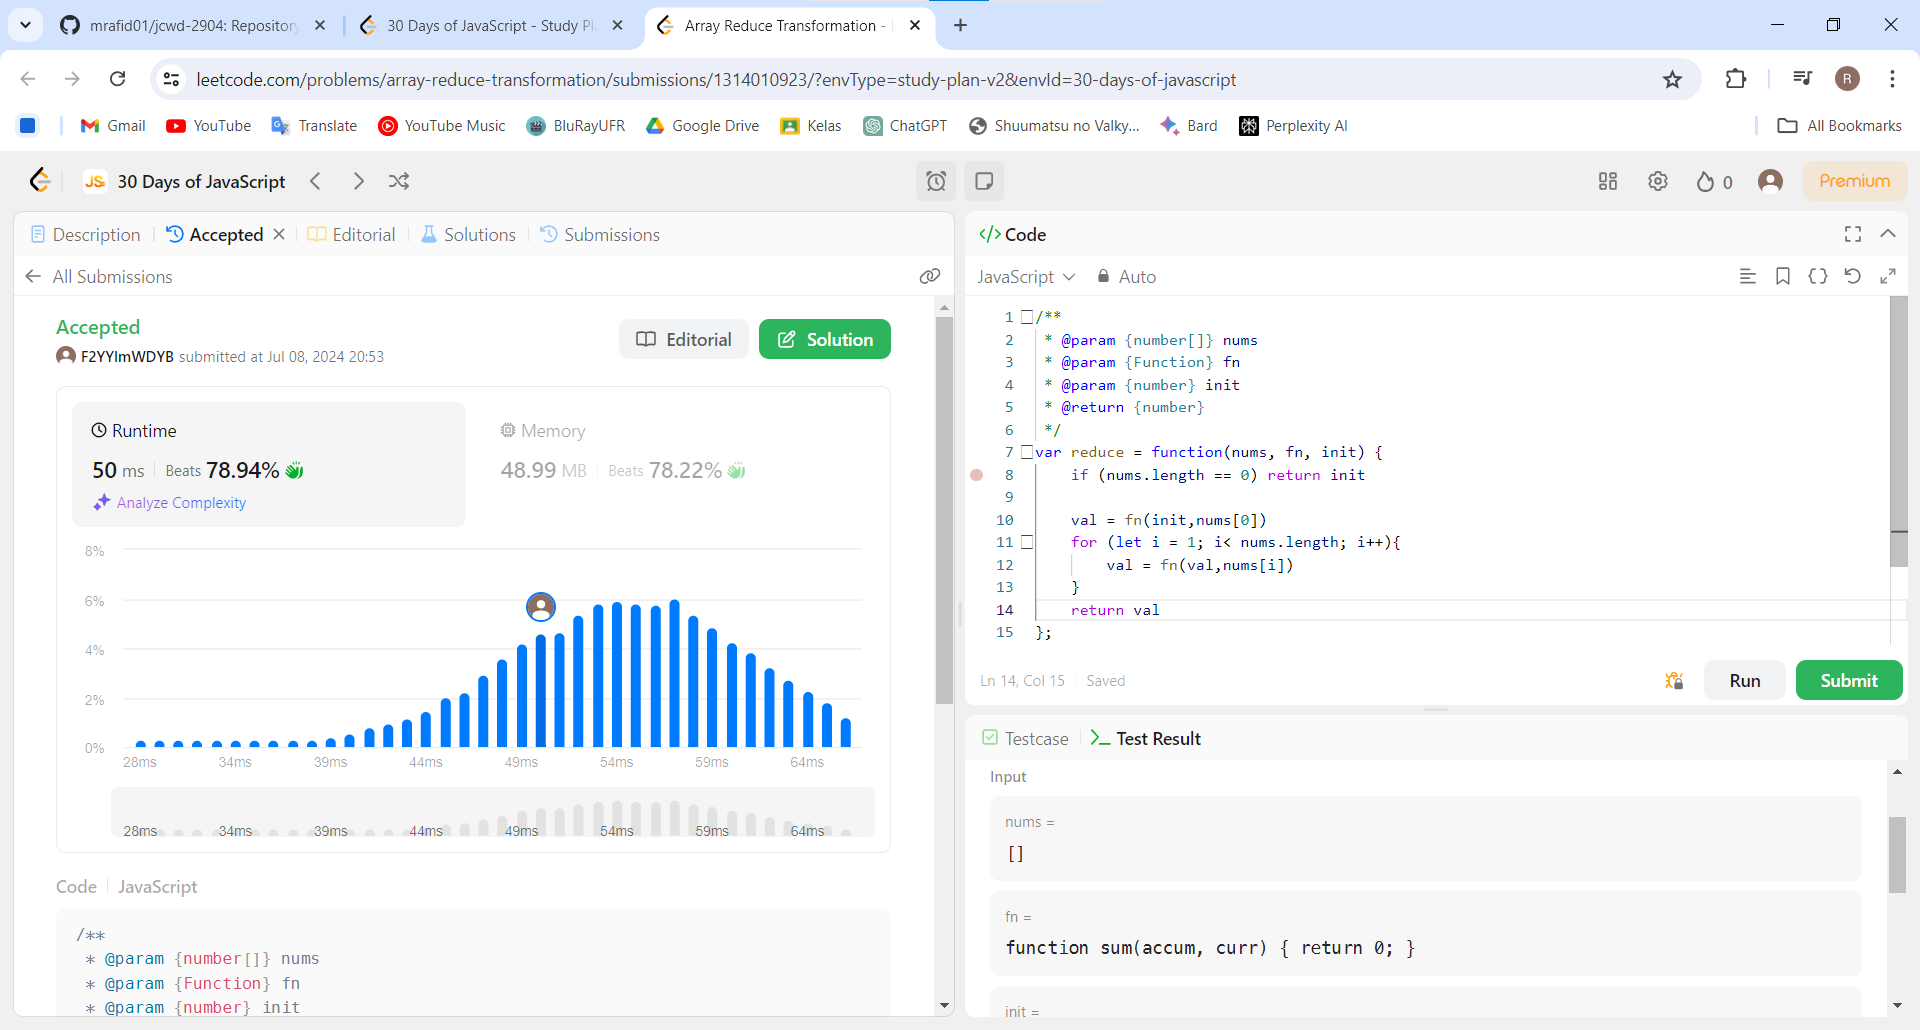 mrafid01/jcwd-2904: Repository
30 Days of JavaScript - Study Pl
Array Reduce Transformation -
leetcode.com/problems/array-reduce-transformation/submissions/1314010923/?envType=study-plan-v2&envId=30-days-of-javascript
R
Gmail
YouTube
Translate
YouTube Music
BluRayUFR
Google Drive
Kelas
ChatGPT
Shuumatsu no Valky...
Bard
Perplexity AI
All Bookmarks
JS 30 Days of JavaScript
0
Premium
Description
Accepted
Editorial
Solutions
Submissions
All Submissions
Accepted
F2YYImWDYB submitted at Jul 08, 2024 20:53
Editorial
Solution
Runtime
50 ms
Beats 78.94%
Analyze Complexity
Memory
48.99 MB
Beats 78.22%
8%
6%
4%
2%
0%
28ms 34ms 39ms 44ms 49ms 54ms 59ms 64ms
28ms 34ms 39ms 44ms 49ms 54ms 59ms 64ms
Code
JavaScript
/**
* @param {number[]} nums
* @param {Function} fn
* @param {number} init
</> Code
JavaScript
Auto
1 /**
2 * @param {number[]} nums
3 * @param {Function} fn
4 * @param {number} init
5 * @return {number}
6 */
7 var reduce = function(nums, fn, init) {
8 if (nums.length == 0) return init
9
10 val = fn(init,nums[0])
11 for (let i = 1; i< nums.length; i++){
12 val = fn(val,nums[i])
13 }
14 return val
15 };
Ln 14, Col 15
Saved
Run
Submit
Testcase
Test Result
Input
nums =
[]
fn =
function sum(accum, curr) { return 0; }
init =